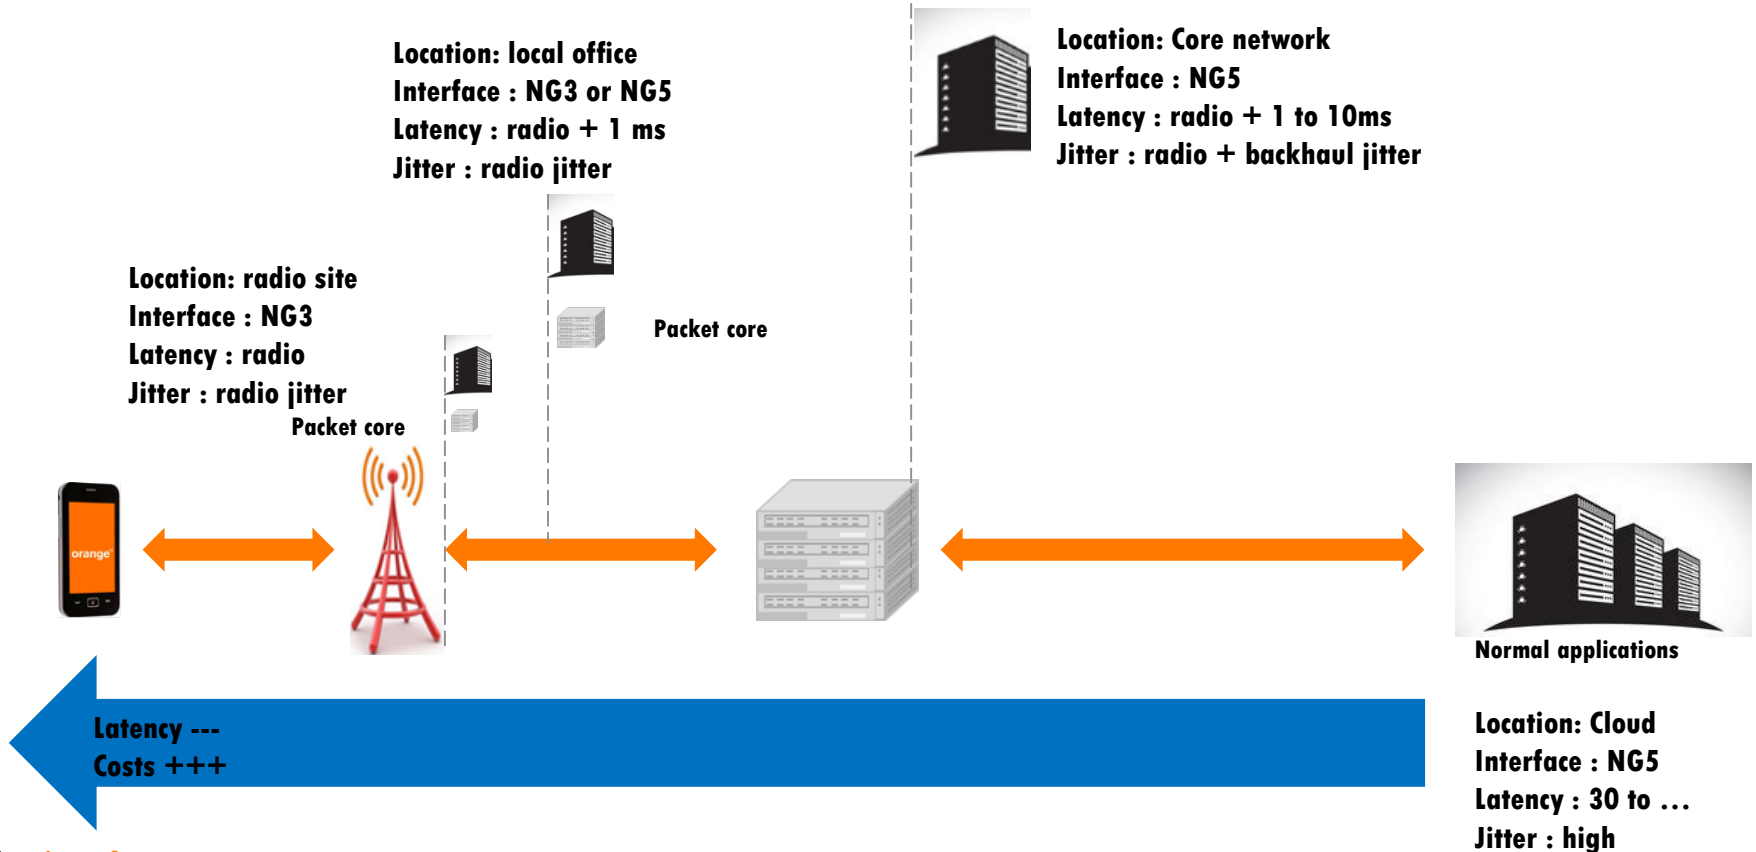 Location: local office
Interface : NG3 or NG5
Latency : radio + 1 ms
Jitter : radio jitter
Location: Core network
Interface : NG5
Latency : radio + 1 to 10ms
Jitter : radio + backhaul jitter
Location: radio site
Interface : NG3
Latency : radio
Jitter : radio jitter
Packet core
Packet core
orange
Normal applications
Latency ---
Costs +++
Location: Cloud
Interface : NG5
Latency : 30 to ...
Jitter : high